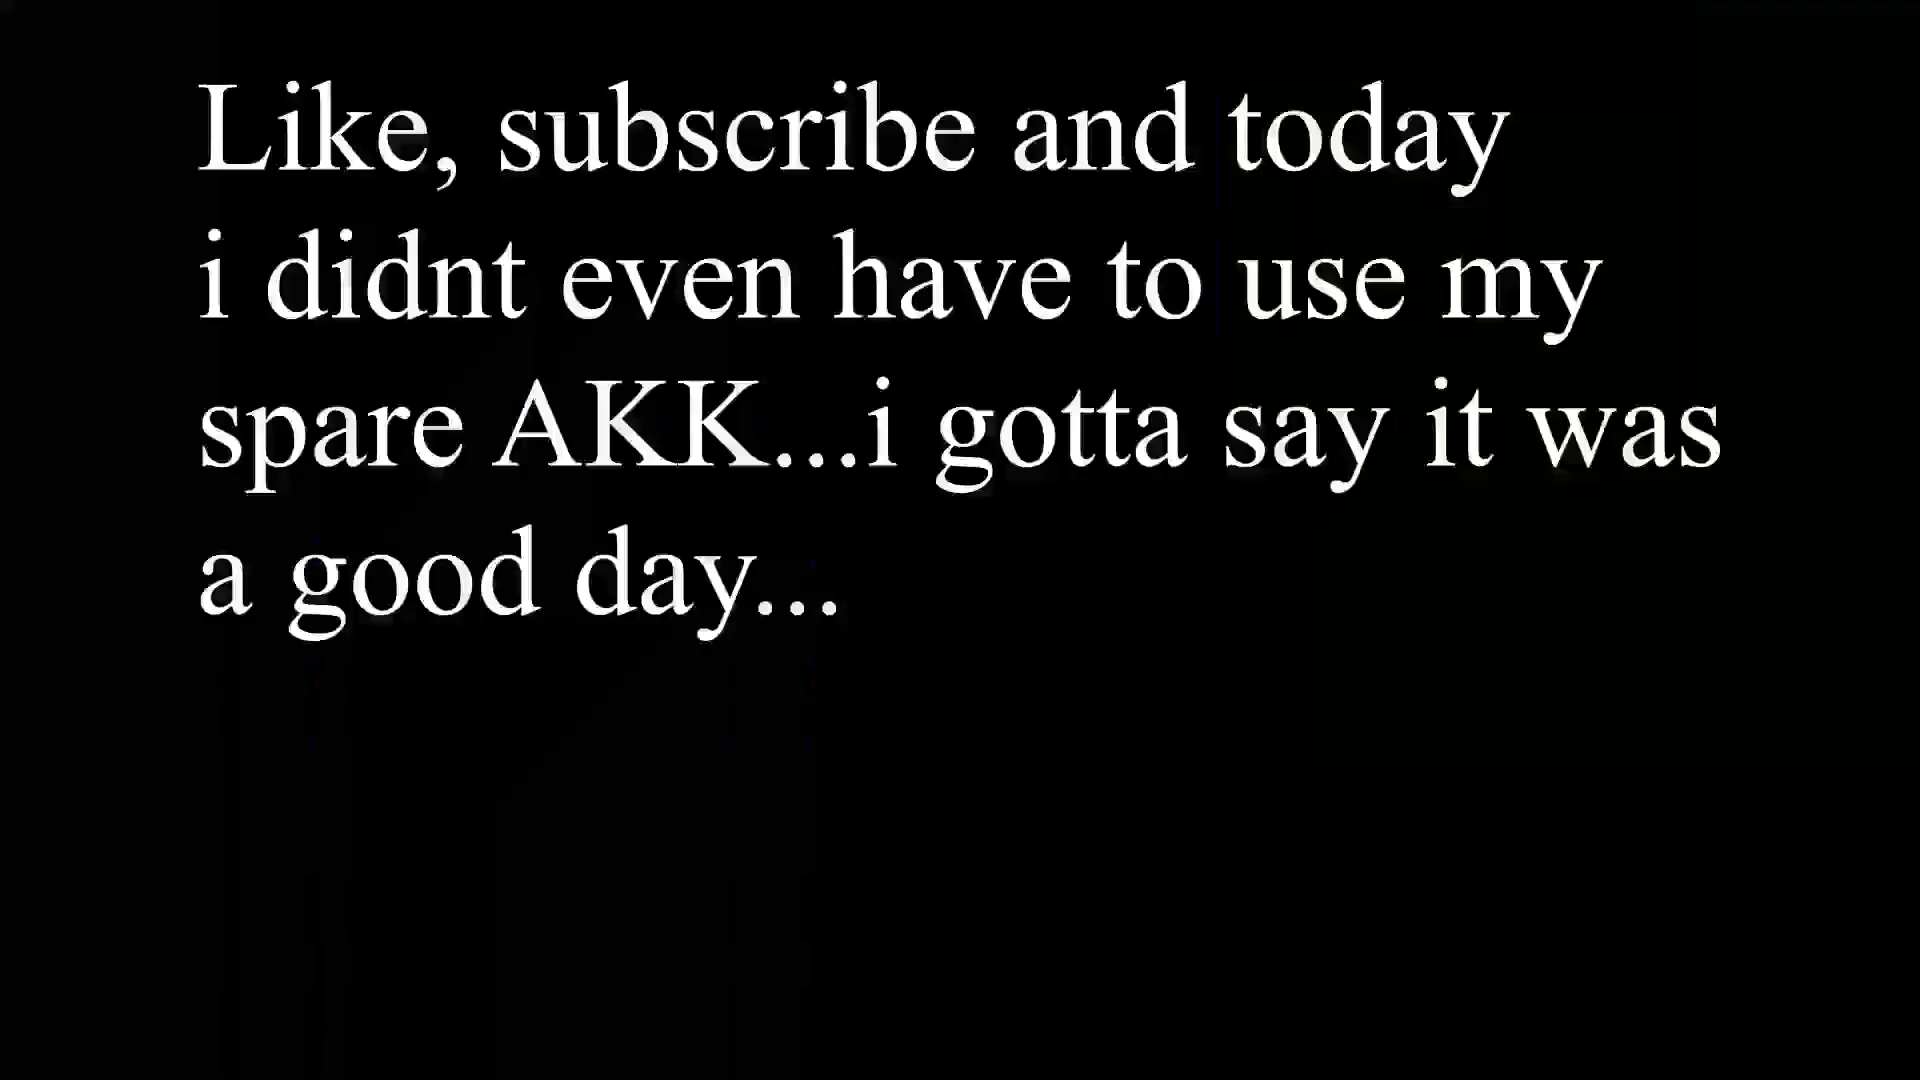 Like, subscribe and today
i didnt even have to use my
spare AKK...i gotta say it was
a good day...